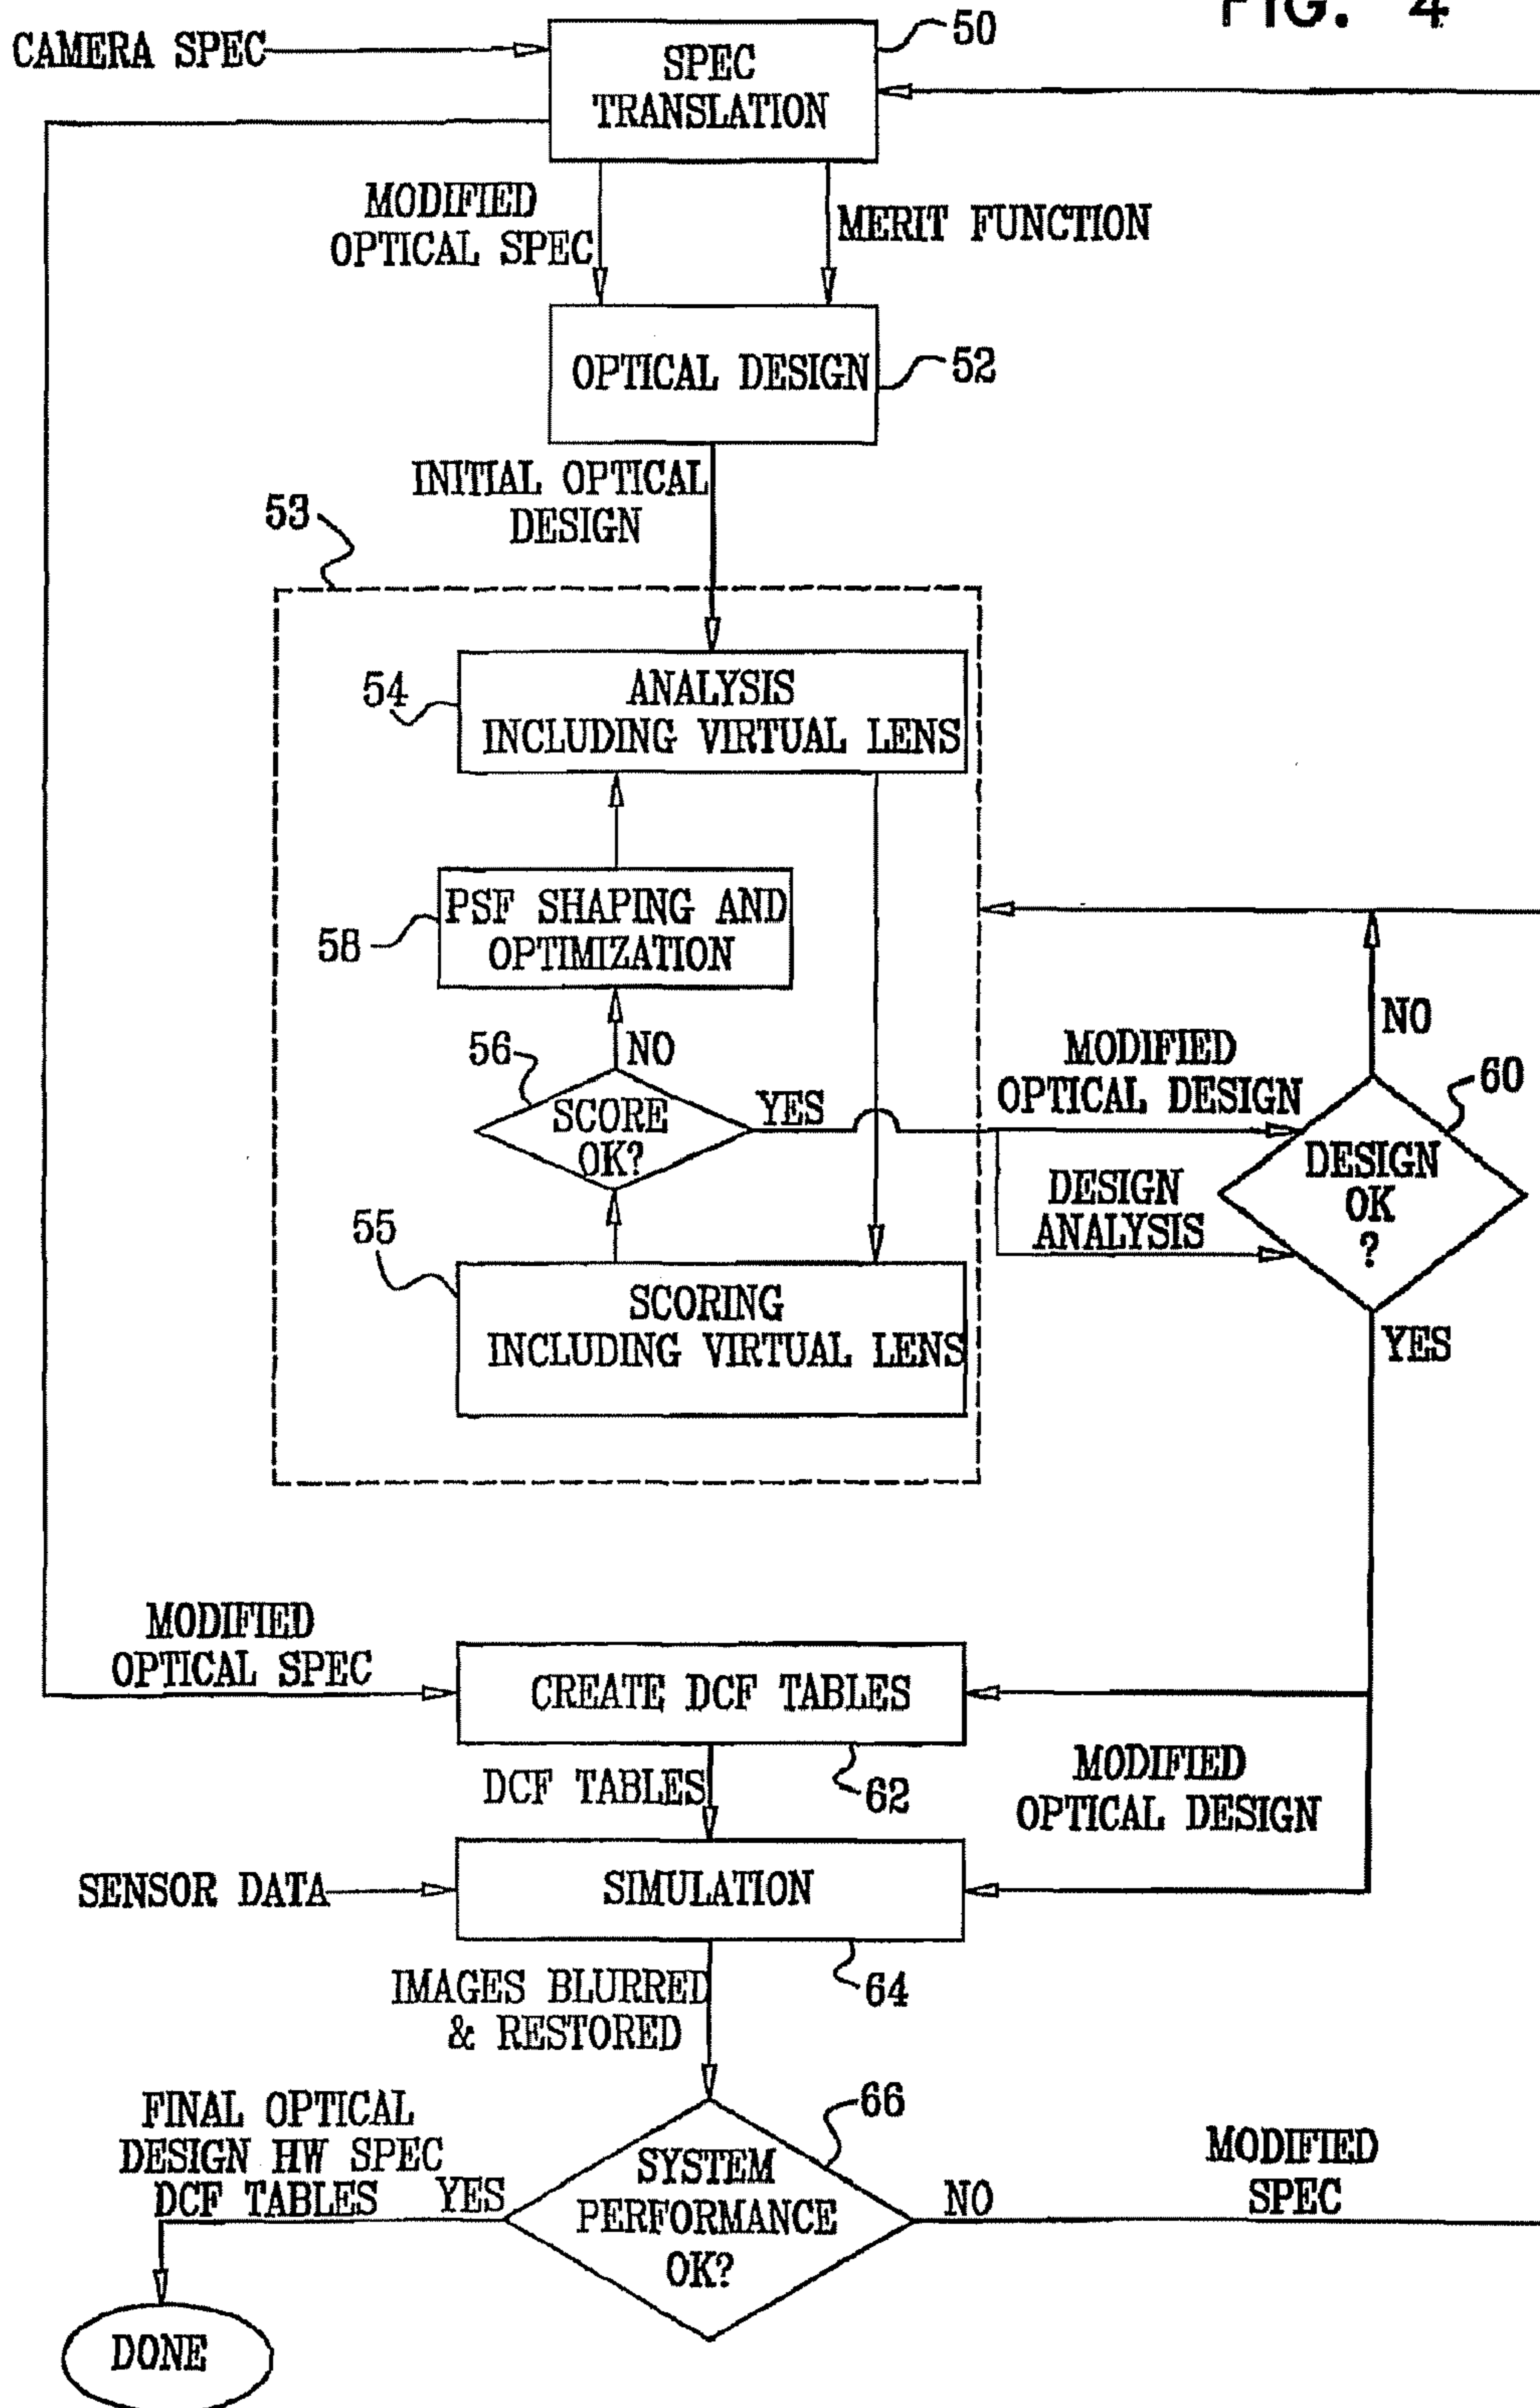 FIG. 4
CAMERA SPEC
50
SPEC
TRANSLATION
MODIFIED
OPTICAL SPEC
MERIT FUNCTION
OPTICAL DESIGN
52
INITIAL OPTICAL
DESIGN
53
54
ANALYSIS
INCLUDING VIRTUAL LENS
PSF SHAPING AND
OPTIMIZATION
58
56
NO
SCORE
OK?
YES
MODIFIED
OPTICAL DESIGN
NO
60
DESIGN
OK
?
DESIGN
ANALYSIS
55
SCORING
INCLUDING VIRTUAL LENS
YES
MODIFIED
OPTICAL SPEC
CREATE DCF TABLES
62
DCF TABLES
MODIFIED
OPTICAL DESIGN
SENSOR DATA
SIMULATION
64
IMAGES BLURRED
& RESTORED
66
FINAL OPTICAL
DESIGN HW SPEC
DCF TABLES
YES
SYSTEM
PERFORMANCE
OK?
NO
MODIFIED
SPEC
DONE